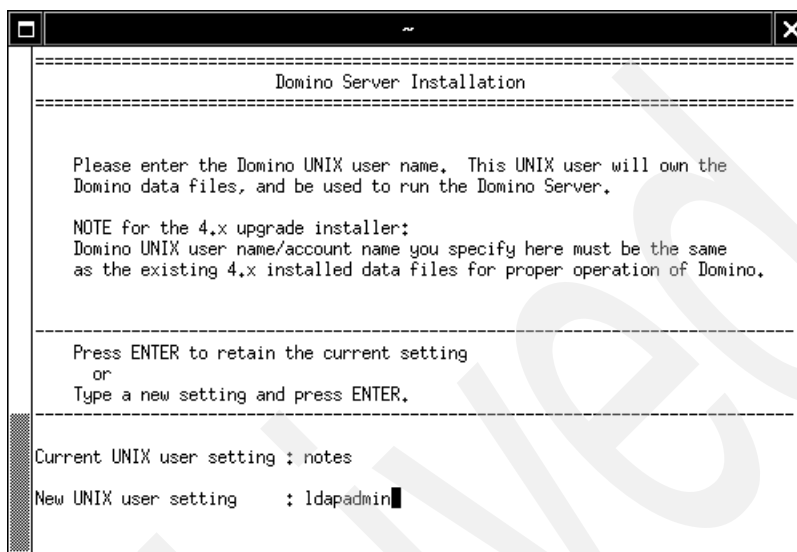 ~
================================================================================
Domino Server Installation
================================================================================
Please enter the Domino UNIX user name. This UNIX user will own the
Domino data files, and be used to run the Domino Server.
NOTE for the 4.x upgrade installer:
Domino UNIX user name/account name you specify here must be the same
as the existing 4.x installed data files for proper operation of Domino.
--------------------------------------------------------------------------------
Press ENTER to retain the current setting
or
Type a new setting and press ENTER.
--------------------------------------------------------------------------------
Current UNIX user setting : notes
New UNIX user setting : ldapadmin